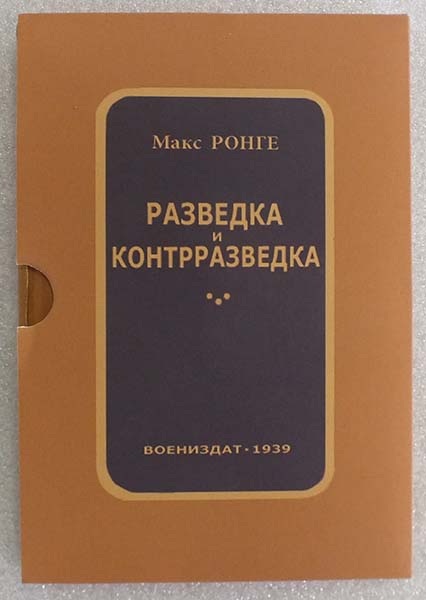 Макс РОНГЕ
РАЗВЕДКА
и
КОНТРРАЗВЕДКА
ВОЕНИЗДАТ · 1939